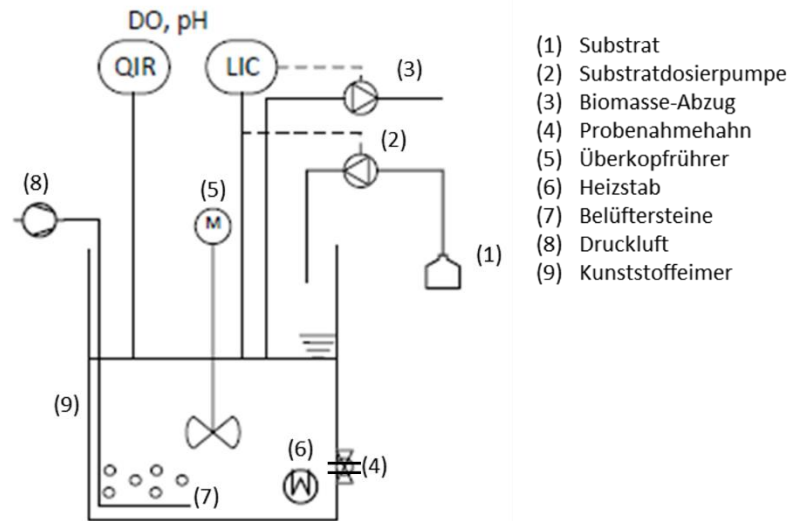 DO, pH
QIR
LIC
(3)
(2)
(8)
(5)
M
(1)
(9)
(6)
(4)
(7)
(1) Substrat
(2) Substratdosierpumpe
(3) Biomasse-Abzug
(4) Probenahmehahn
(5) Überkopfrührer
(6) Heizstab
(7) Belüftersteine
(8) Druckluft
(9) Kunststoffeimer